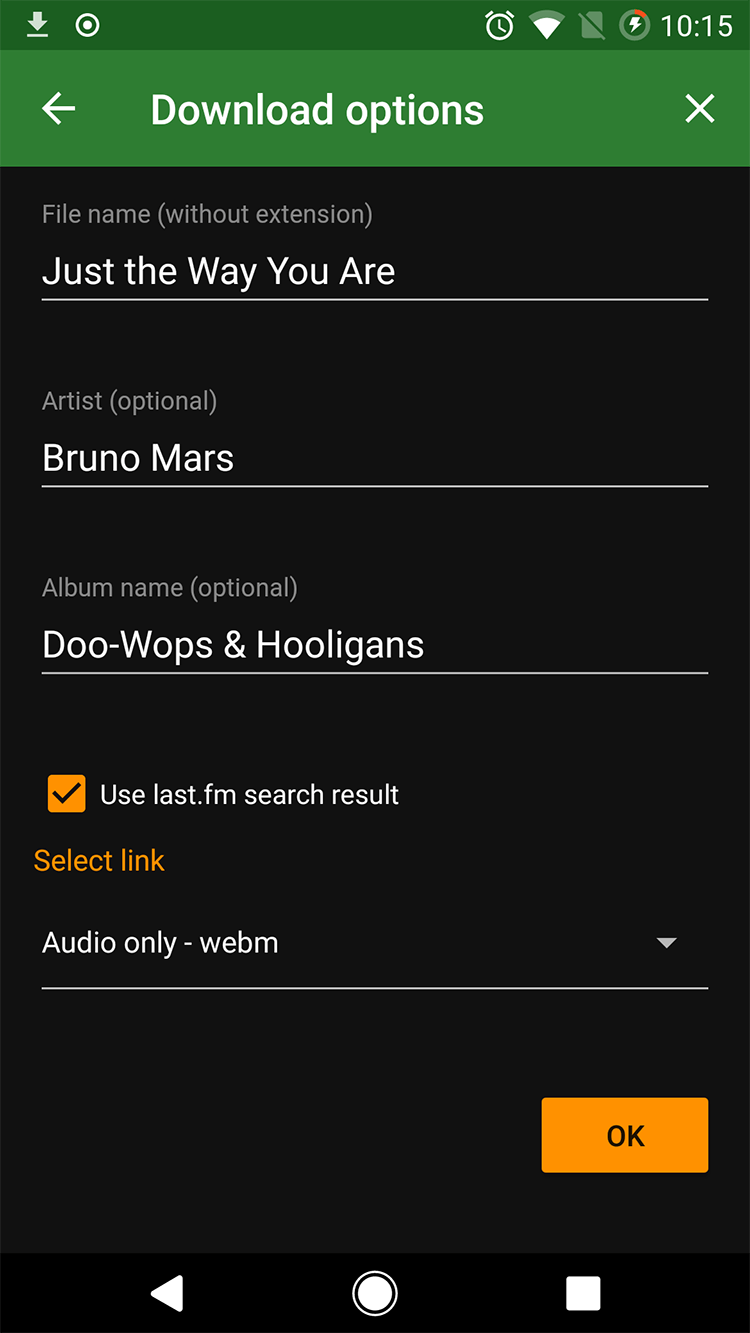 10:15
Download options
File name (without extension)
Just the Way You Are
Artist (optional)
Bruno Mars
Album name (optional)
Doo-Wops & Hooligans
Use last.fm search result
Select link
Audio only - webm
OK